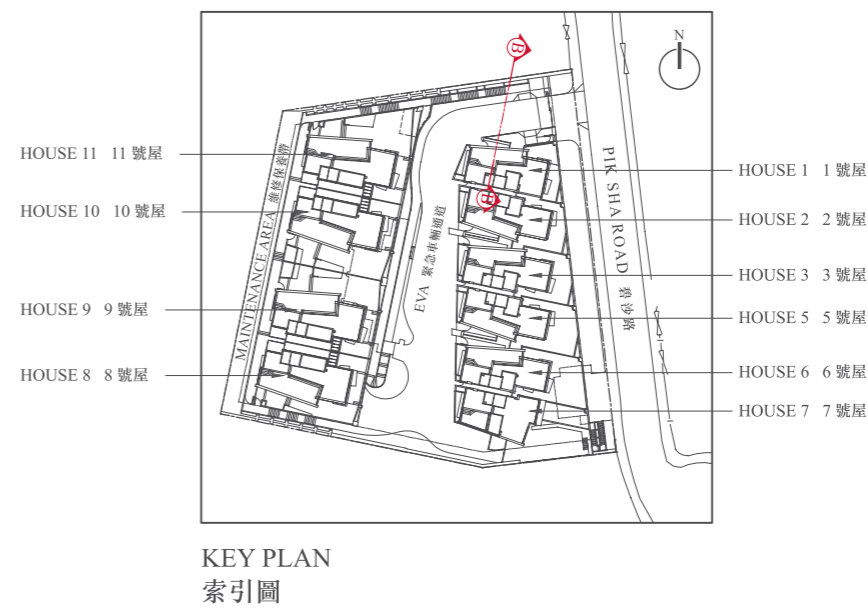 N
B
B
HOUSE 11 11 號屋
HOUSE 10 10 號屋
HOUSE 9 9 號屋
HOUSE 8 8 號屋
MAINTENANCE AREA 維修保養帶
EVA 緊急車輛通道
PIK SHA ROAD 碧沙路
HOUSE 1 1 號屋
HOUSE 2 2 號屋
HOUSE 3 3 號屋
HOUSE 5 5 號屋
HOUSE 6 6 號屋
HOUSE 7 7 號屋
KEY PLAN
索引圖